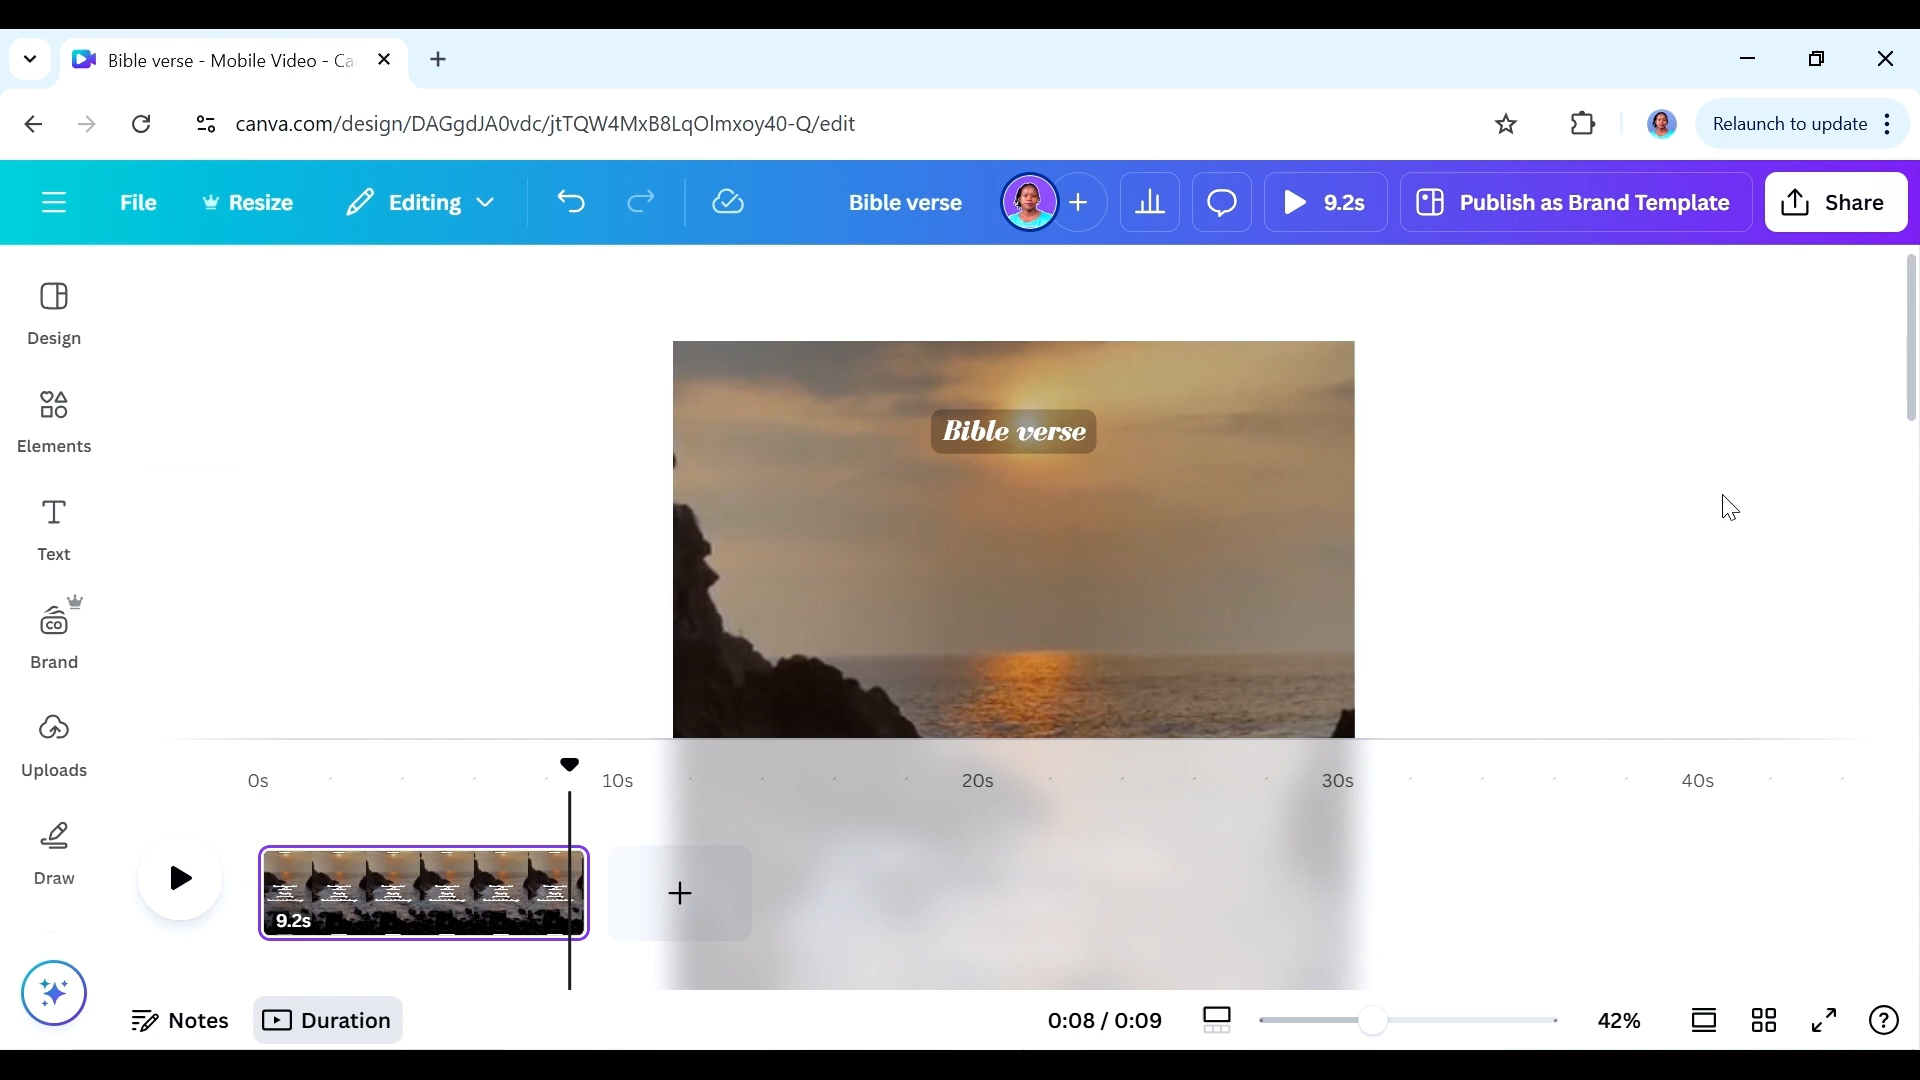 Bible verse - Mobile Video - Ca
canva.com/design/DAGgdJA0vdc/jtTQW4MxB8LqOImxoy40-Q/edit
Relaunch to update
File
Resize
Editing
Bible verse
9.2s
Publish as Brand Template
Share
Design
Elements
Text
CO
Brand
Uploads
Draw
Bible verse
0s
10s
20s
30s
40s
9.2s
Notes
Duration
0:08 / 0:09
42%